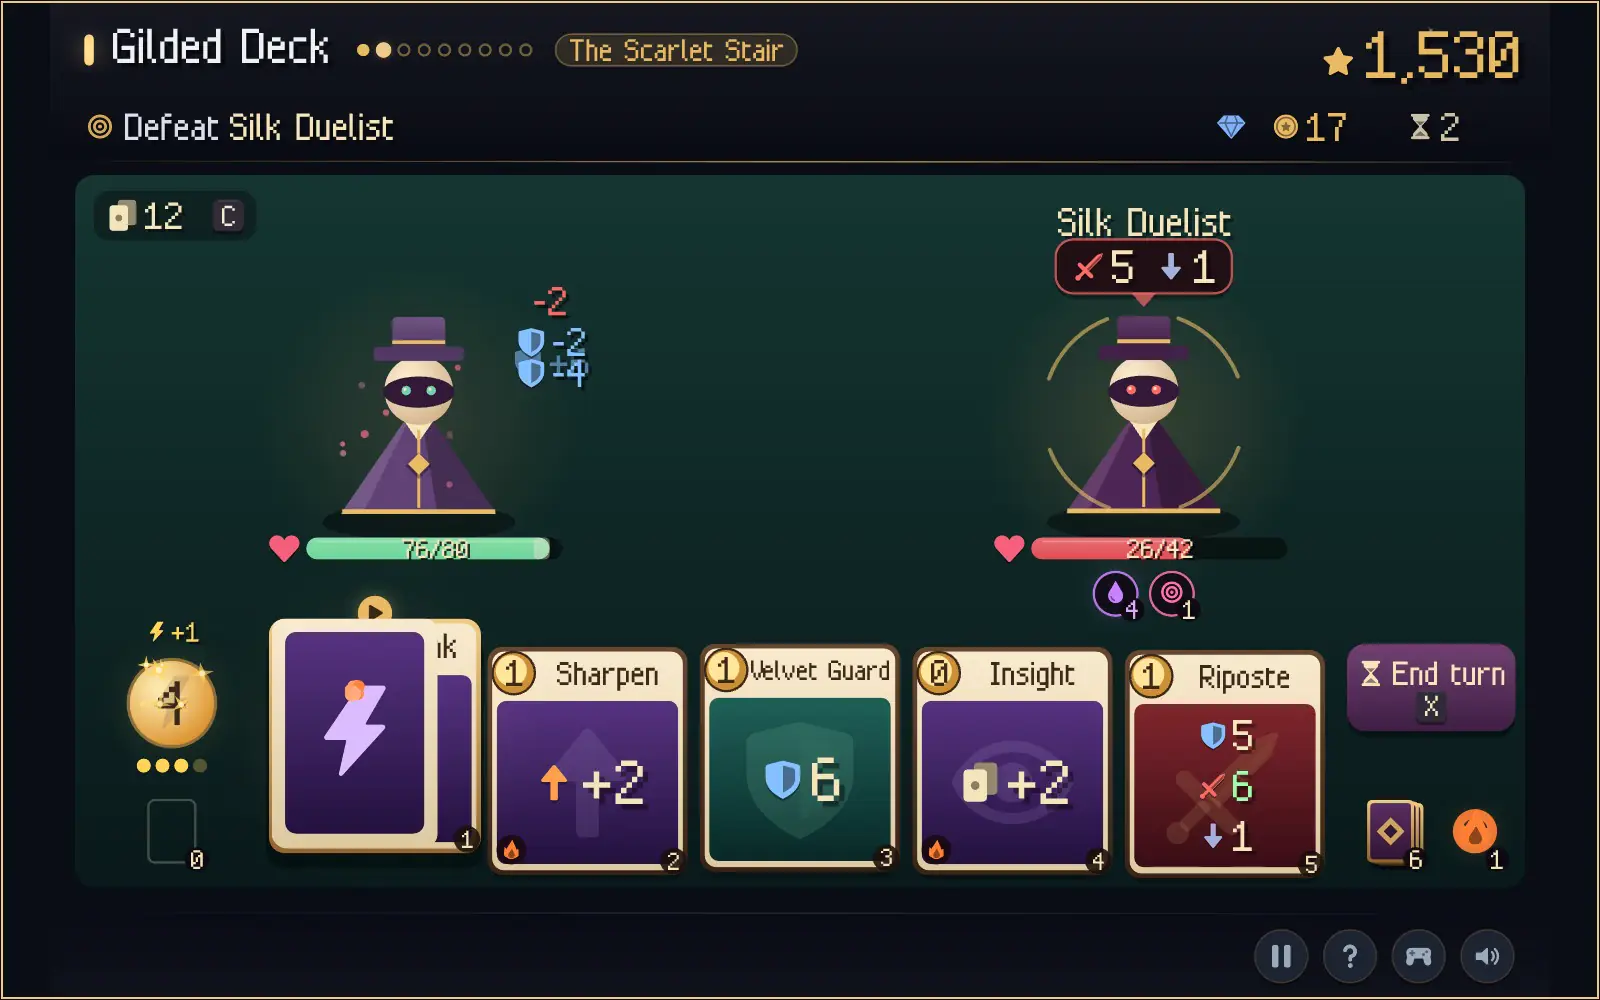 Gilded Deck
The Scarlet Stair
1,530
Defeat Silk Duelist
17
2
12
C
Silk Duelist
5 1
-2
-2
76/80
26/42
4
1
+1
4
0
1
1 Sharpen
+2
2
1 Velvet Guard
6
3
0 Insight
+2
4
1 Riposte
5
6
1
5
End turn
X
6
1
?